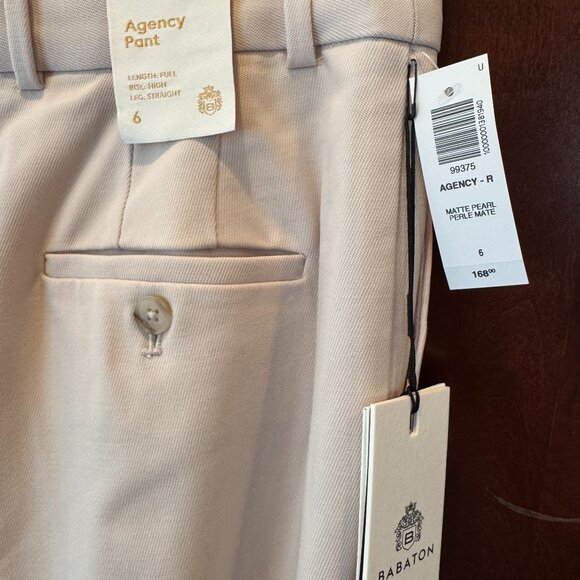 Agency
Pant
LENGTH: FULL
RISE: HIGH
LEG: STRAIGHT
B
6
U
10000001381940
99375
AGENCY - R
MATTE PEARL
PERLE MATE
6
168.00
B
BABATON